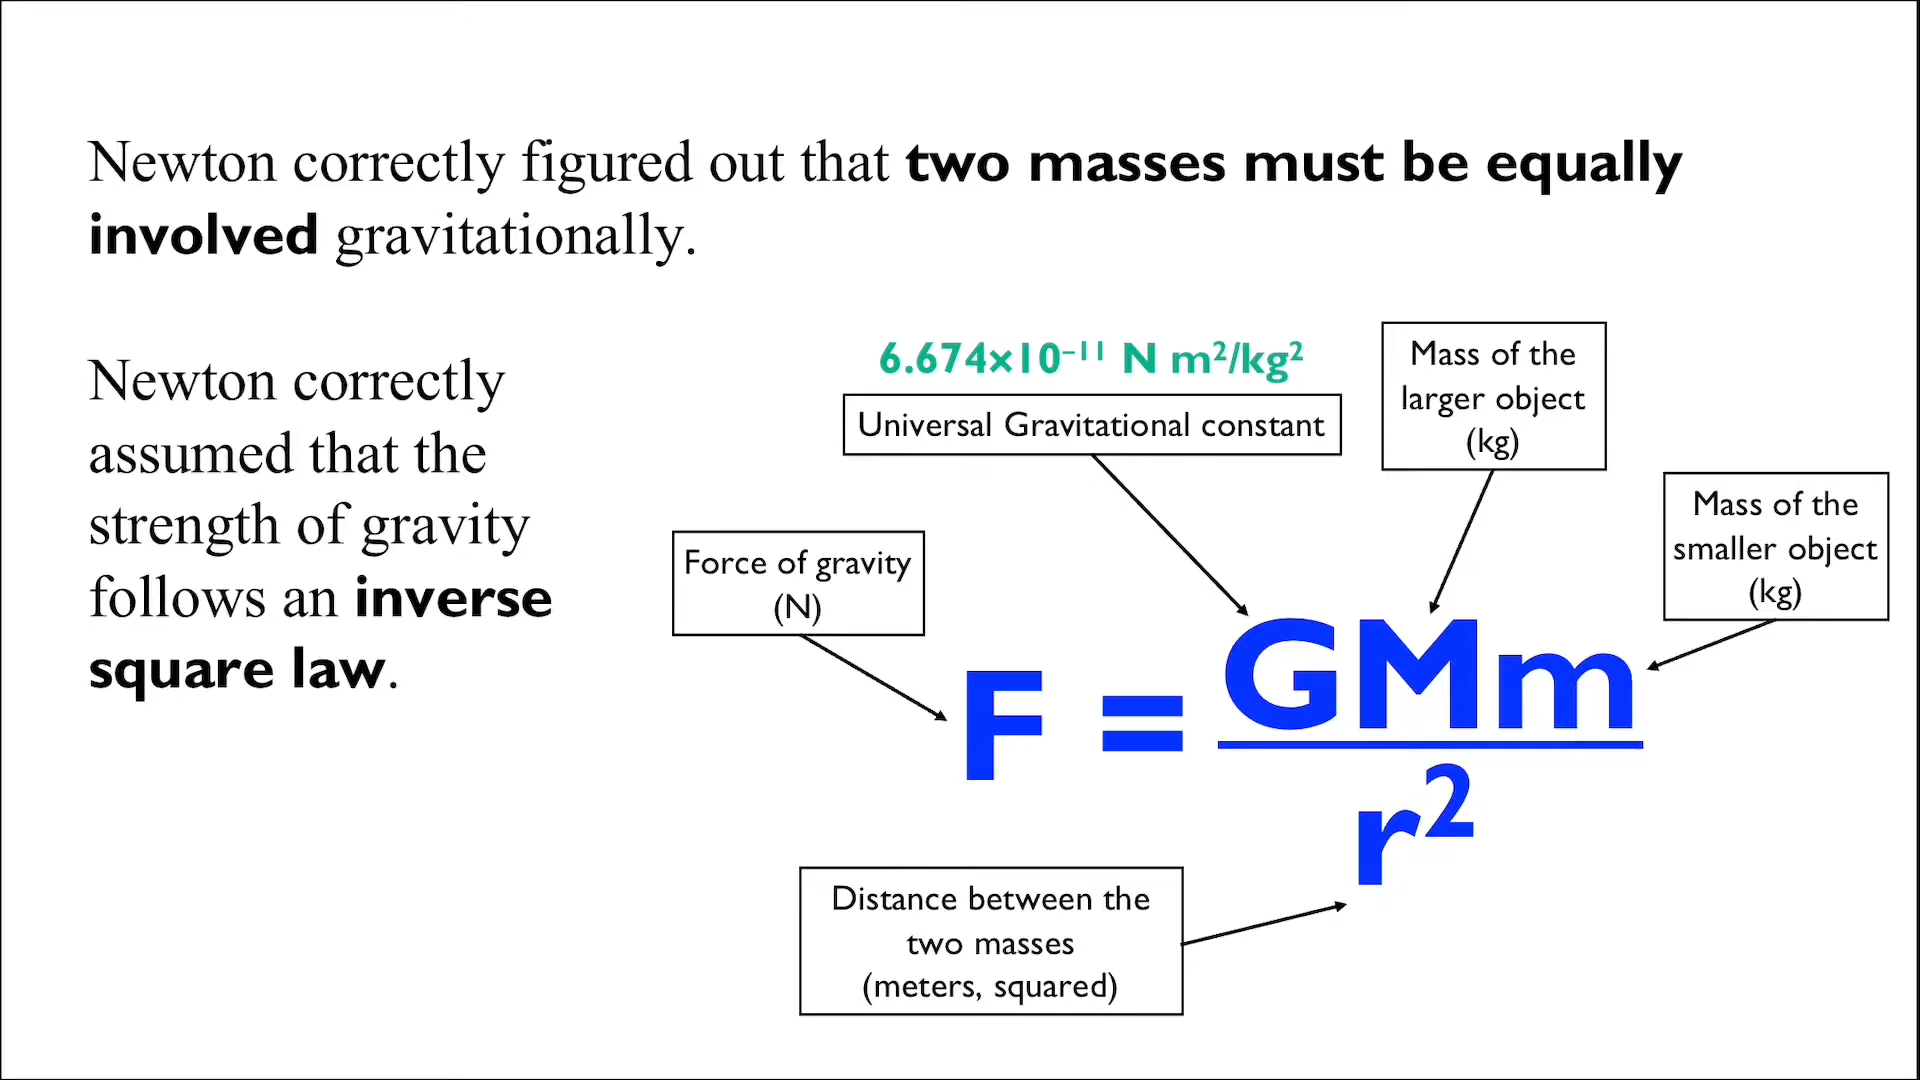 Newton correctly figured out that two masses must be equally
involved gravitationally.
Newton correctly
assumed that the
strength of gravity
follows an inverse
square law.
6.674×10⁻¹¹ N m²/kg²
Universal Gravitational constant
Mass of the
larger object
(kg)
Mass of the
smaller object
(kg)
Force of gravity
(N)
F = GMm
r²
Distance between the
two masses
(meters, squared)